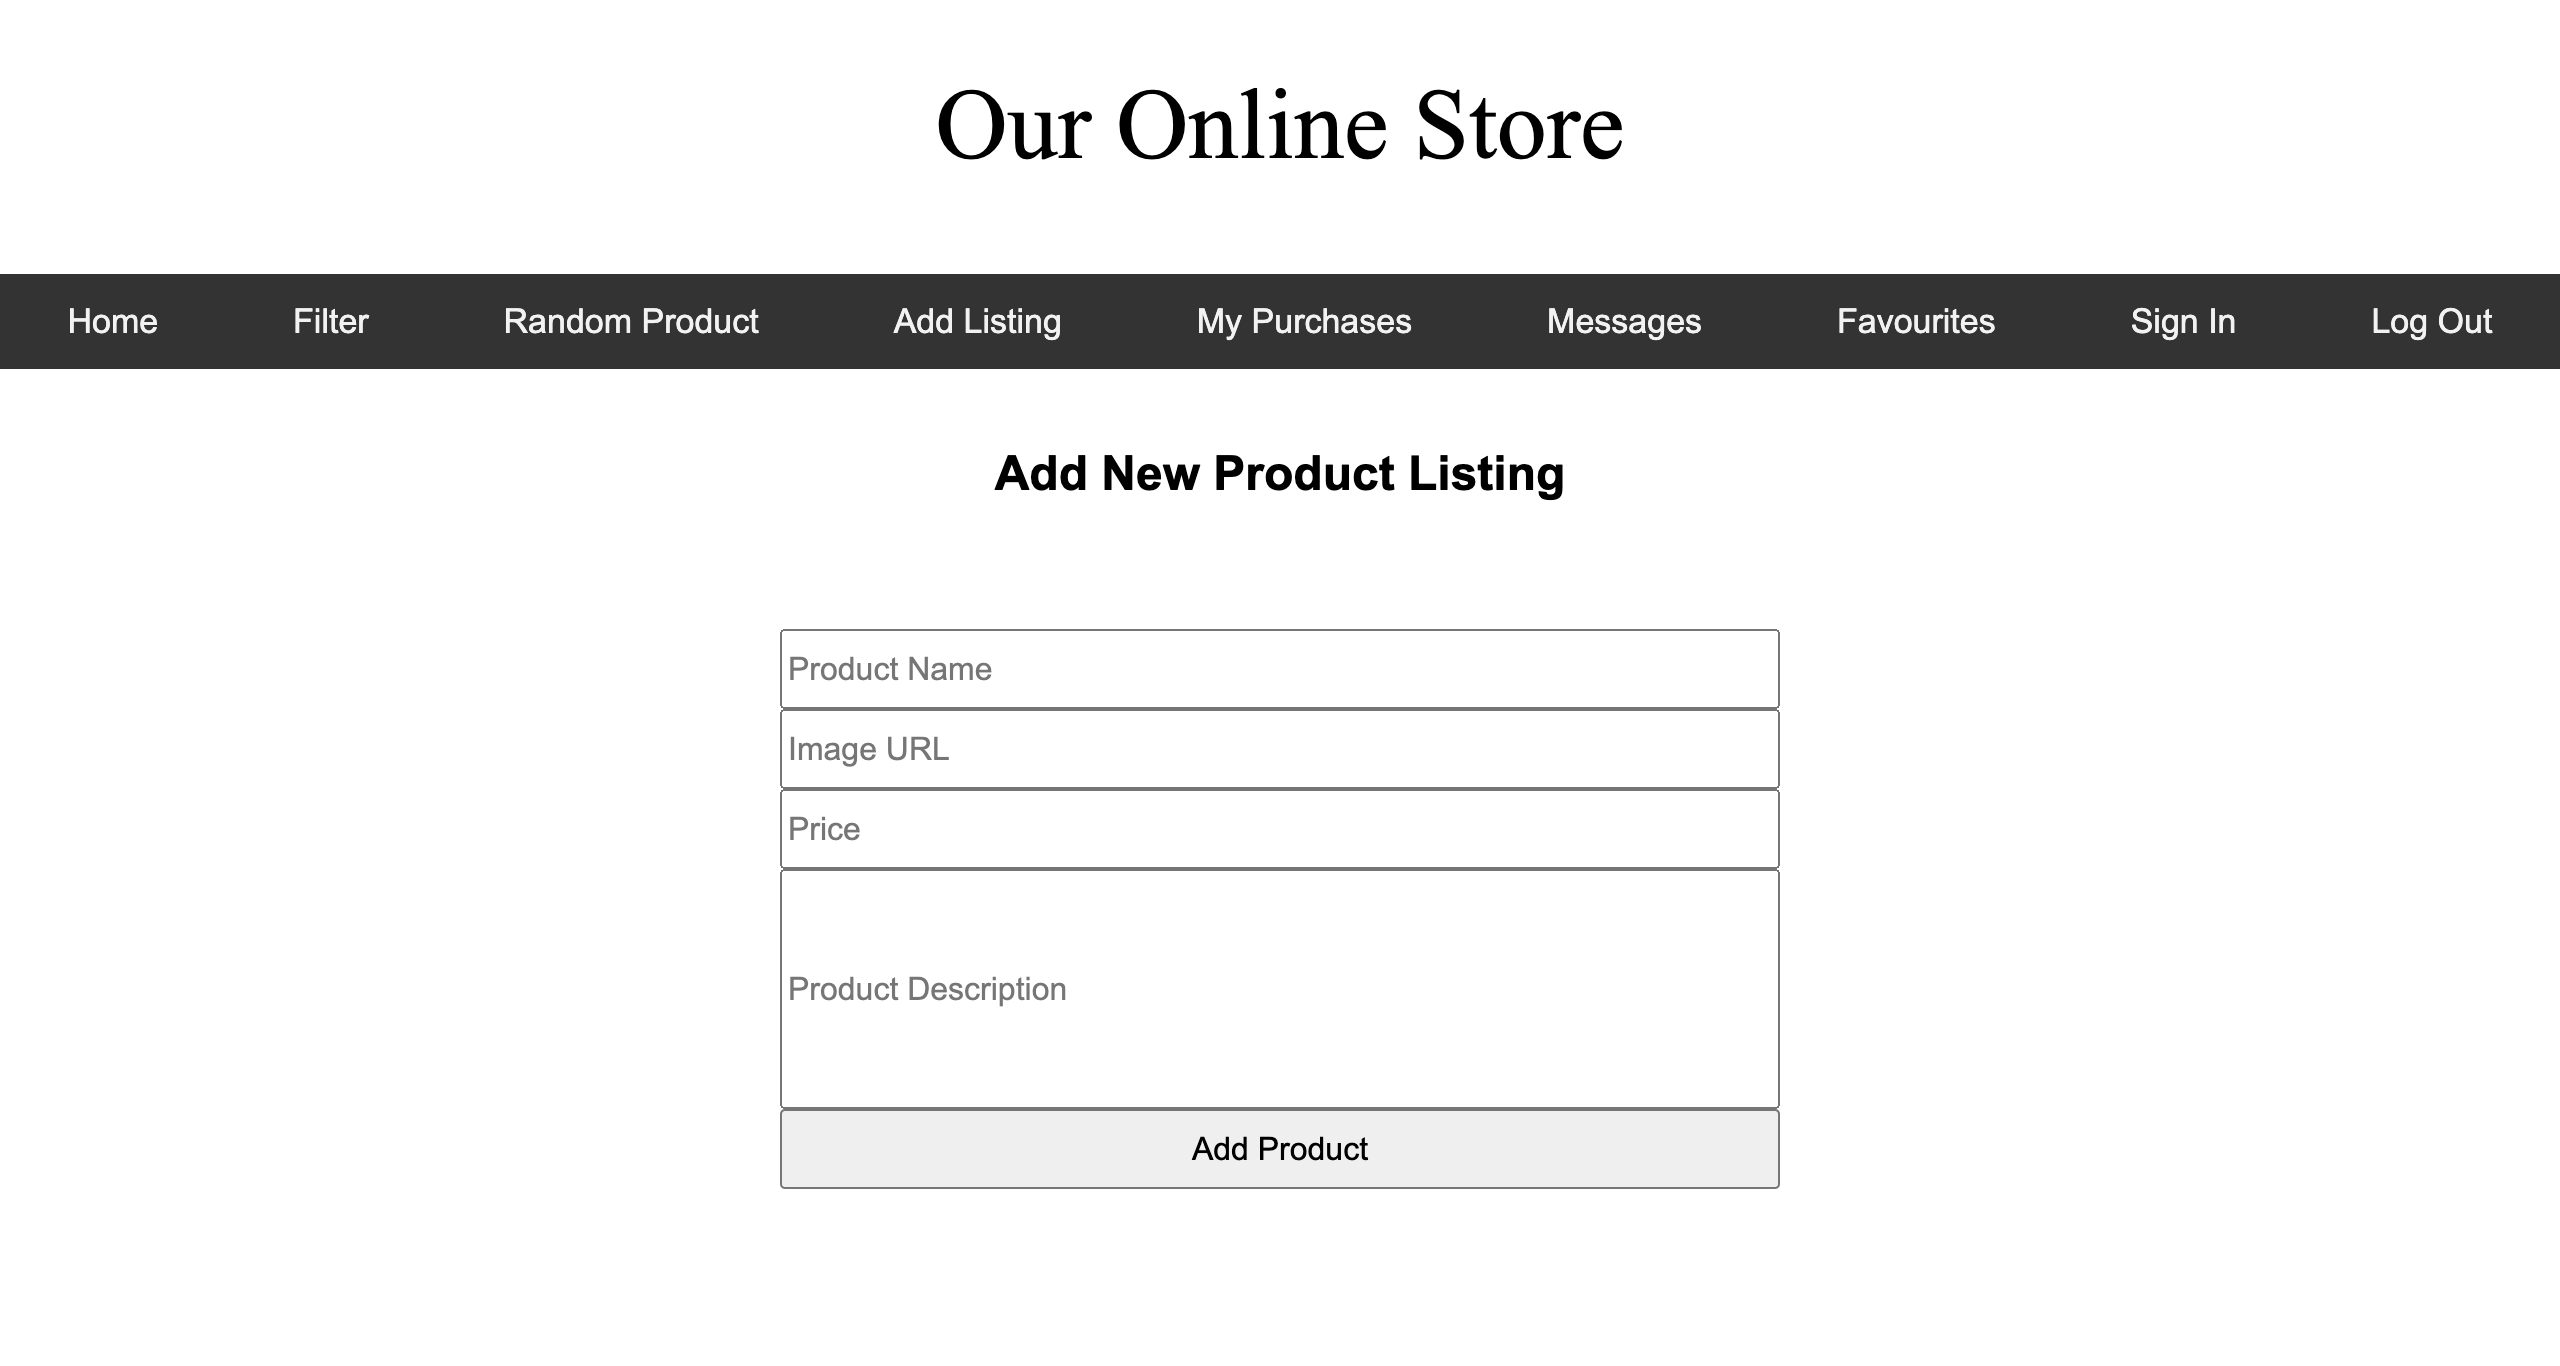 Our Online Store
Home Filter Random Product Add Listing My Purchases Messages Favourites Sign In Log Out
Add New Product Listing
Product Name
Image URL
Price
Product Description
Add Product